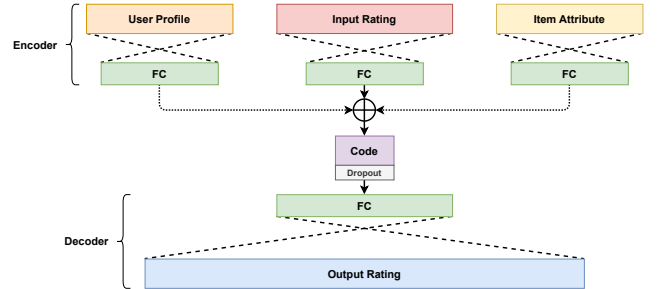 User Profile
Input Rating
Item Attribute
Encoder
FC
FC
FC
Code
Dropout
FC
Decoder
Output Rating